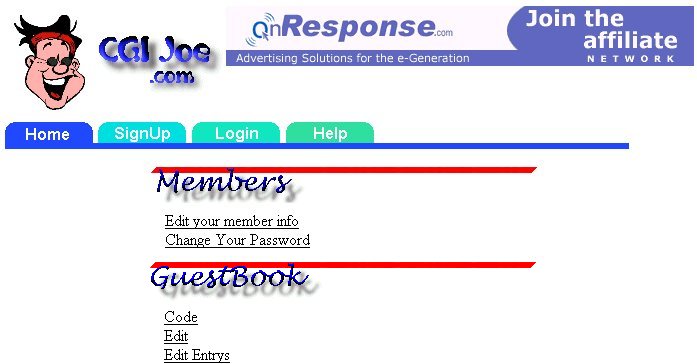 CGI Joe
.com
QnResponse.com
Advertising Solutions for the e-Generation
Join the
affiliate
NETWORK
Home SignUp Login Help
Members
Edit your member info
Change Your Password
GuestBook
Code
Edit
Edit Entrys